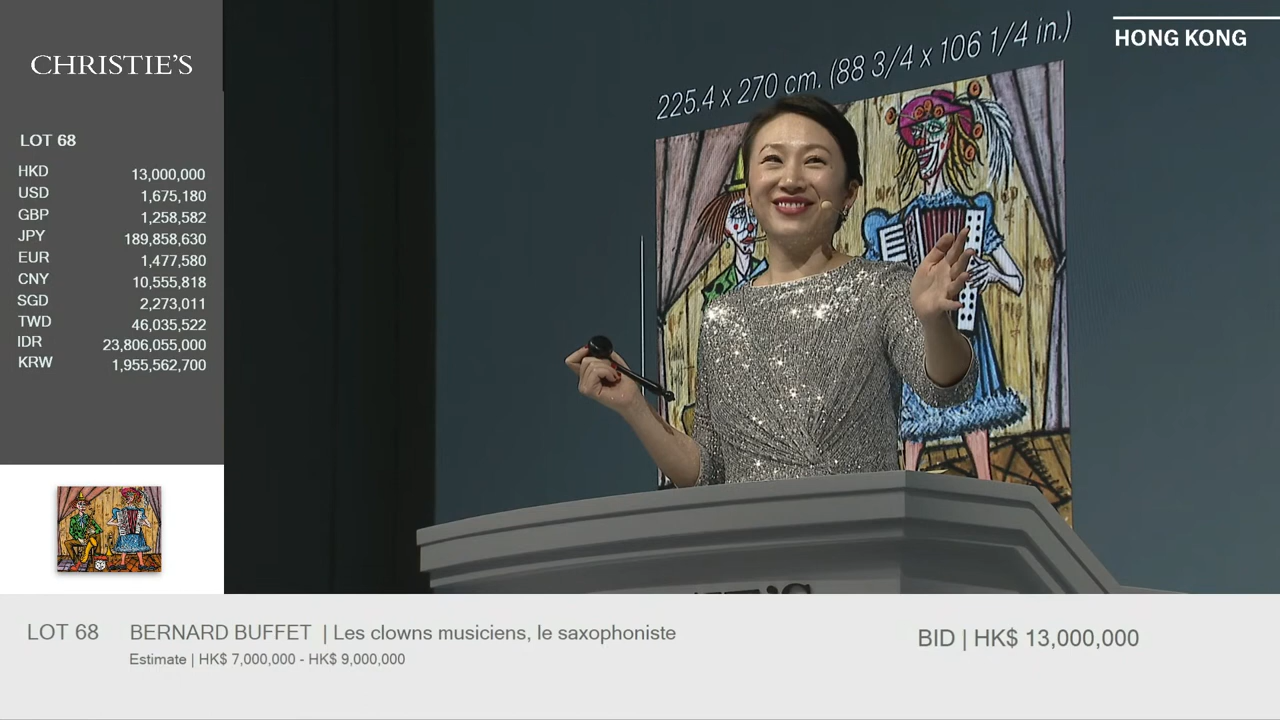 CHRISTIE'S
LOT 68
HKD 13,000,000
USD 1,675,180
GBP 1,258,582
JPY 189,858,630
EUR 1,477,580
CNY 10,555,818
SGD 2,273,011
TWD 46,035,522
IDR 23,806,055,000
KRW 1,955,562,700
225.4 x 270 cm. (88 3/4 x 106 1/4 in.)
HONG KONG
LOT 68 BERNARD BUFFET | Les clowns musiciens, le saxophoniste
Estimate | HK$ 7,000,000 - HK$ 9,000,000
BID | HK$ 13,000,000